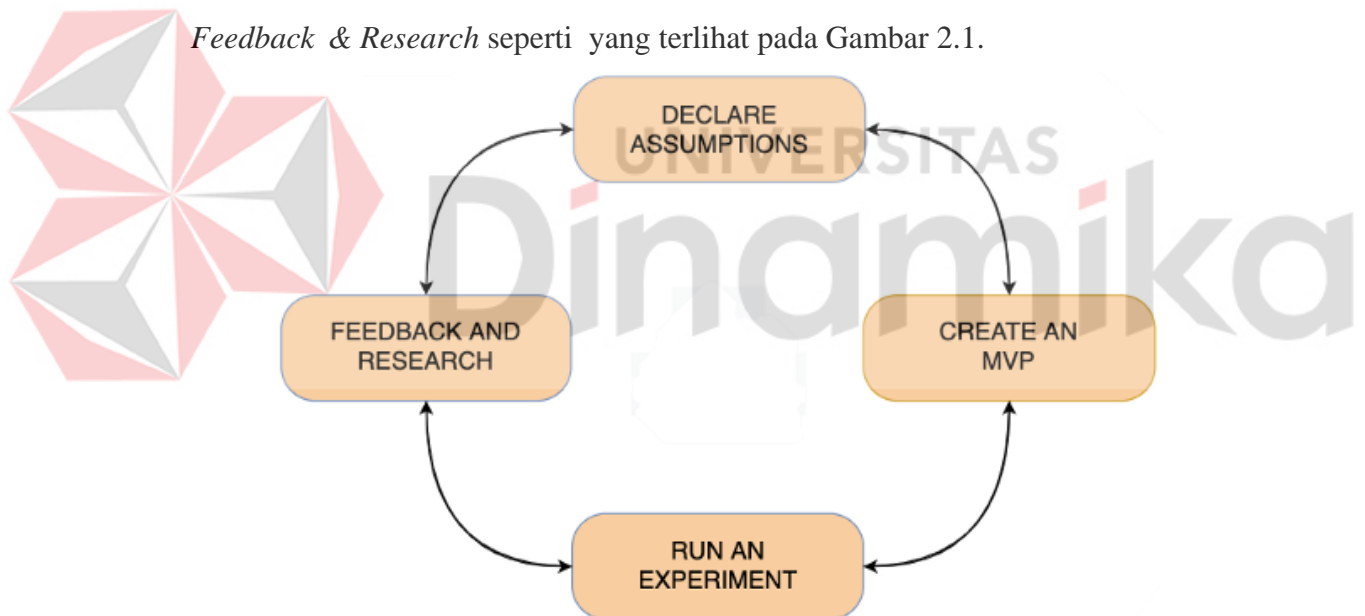 Feedback & Research seperti yang terlihat pada Gambar 2.1.
DECLARE
ASSUMPTIONS
UNIVERSITAS
Dinamika
FEEDBACK AND
RESEARCH
CREATE AN
MVP
RUN AN
EXPERIMENT